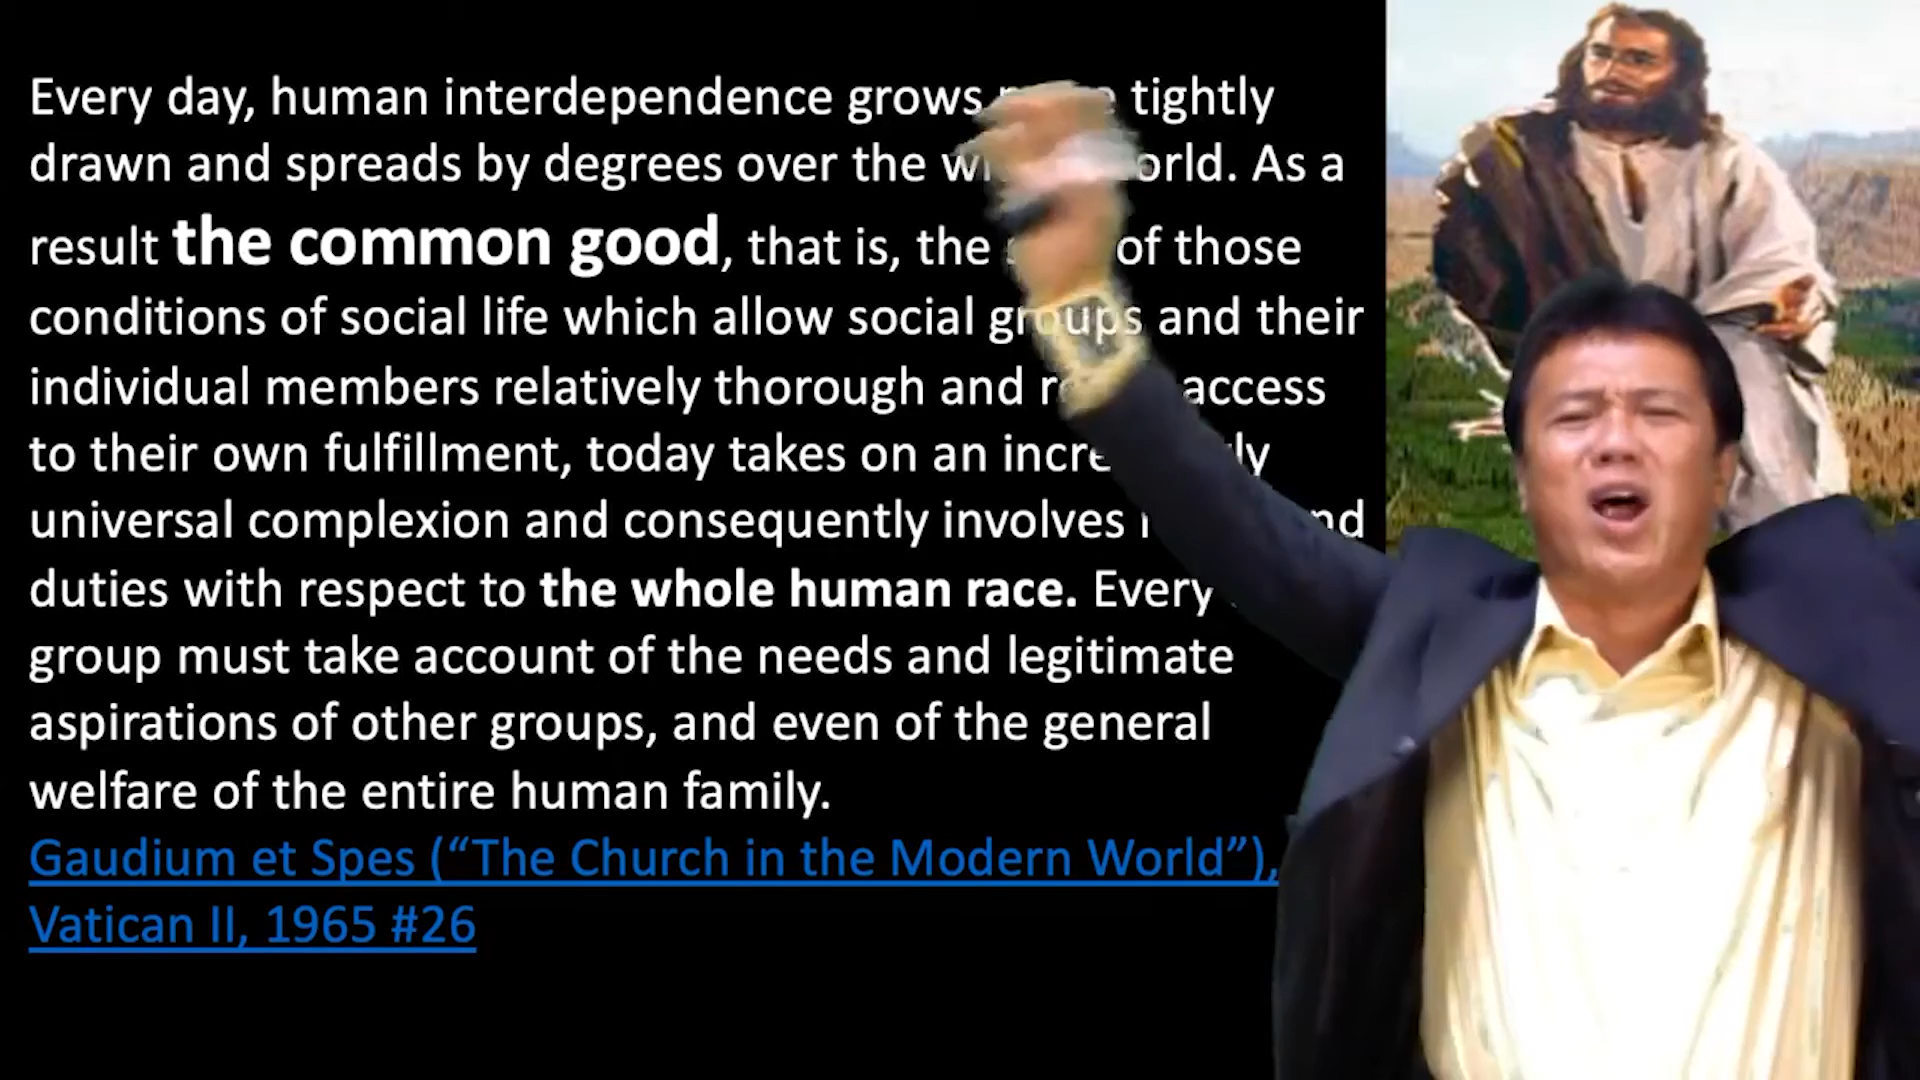 Every day, human interdependence grows tightly
drawn and spreads by degrees over the world. As a
result the common good, that is, the of those
conditions of social life which allow social groups and their
individual members relatively thorough and access
to their own fulfillment, today takes on an
universal complexion and consequently involves
duties with respect to the whole human race. Every
group must take account of the needs and legitimate
aspirations of other groups, and even of the general
welfare of the entire human family.
Gaudium et Spes (“The Church in the Modern World”),
Vatican II, 1965 #26